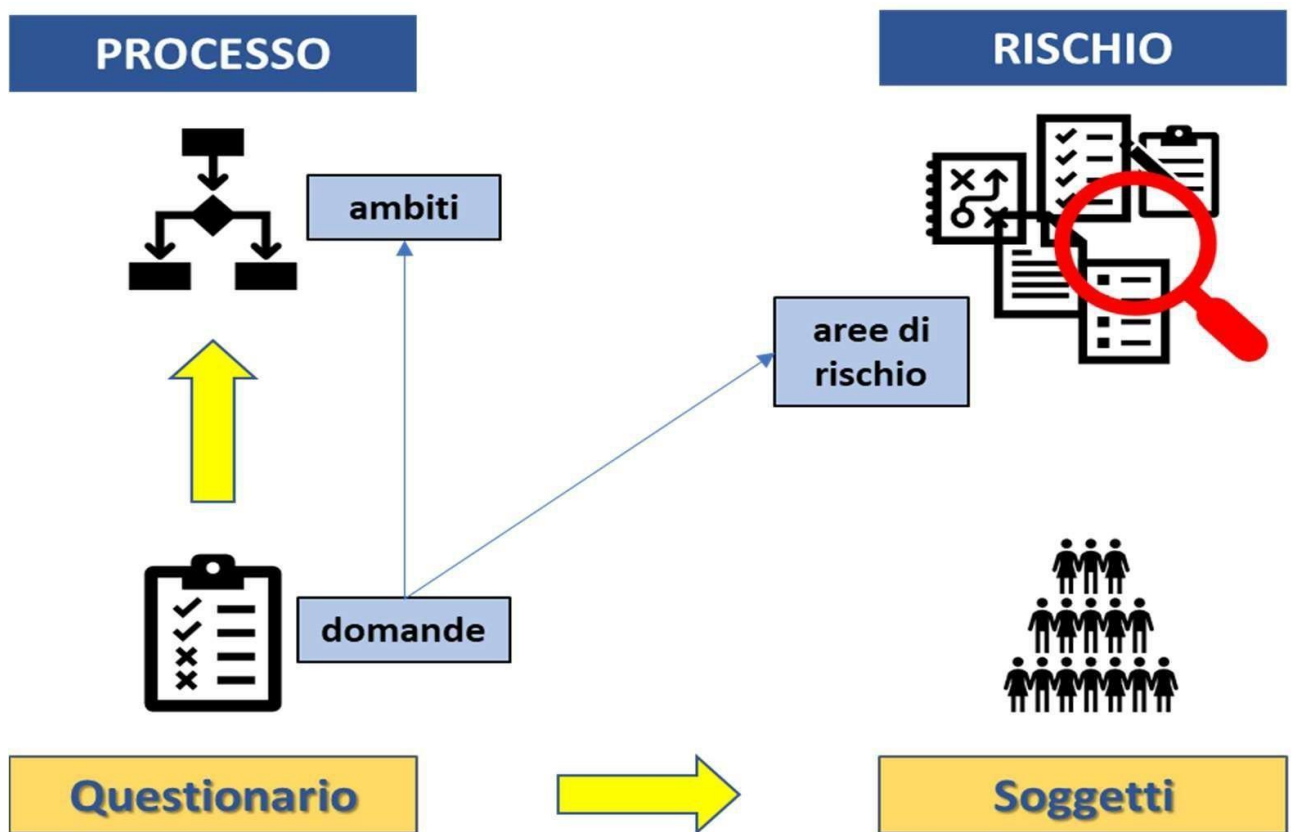 PROCESSO
RISCHIO
ambiti
aree di
rischio
domande
Questionario
Soggetti